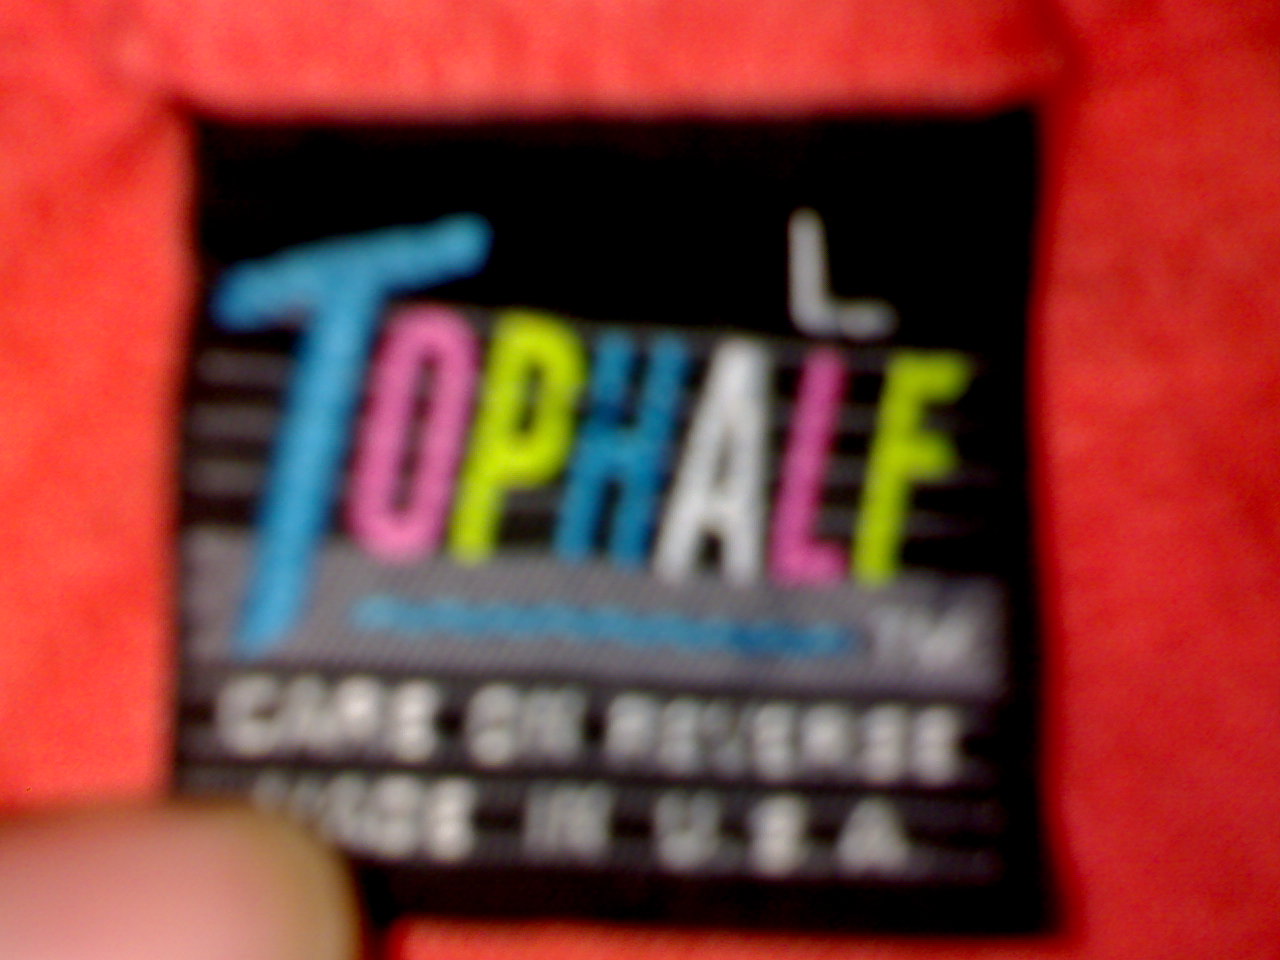 L
TOPHALF
TM
CARE ON REVERSE
MADE IN U.S.A.